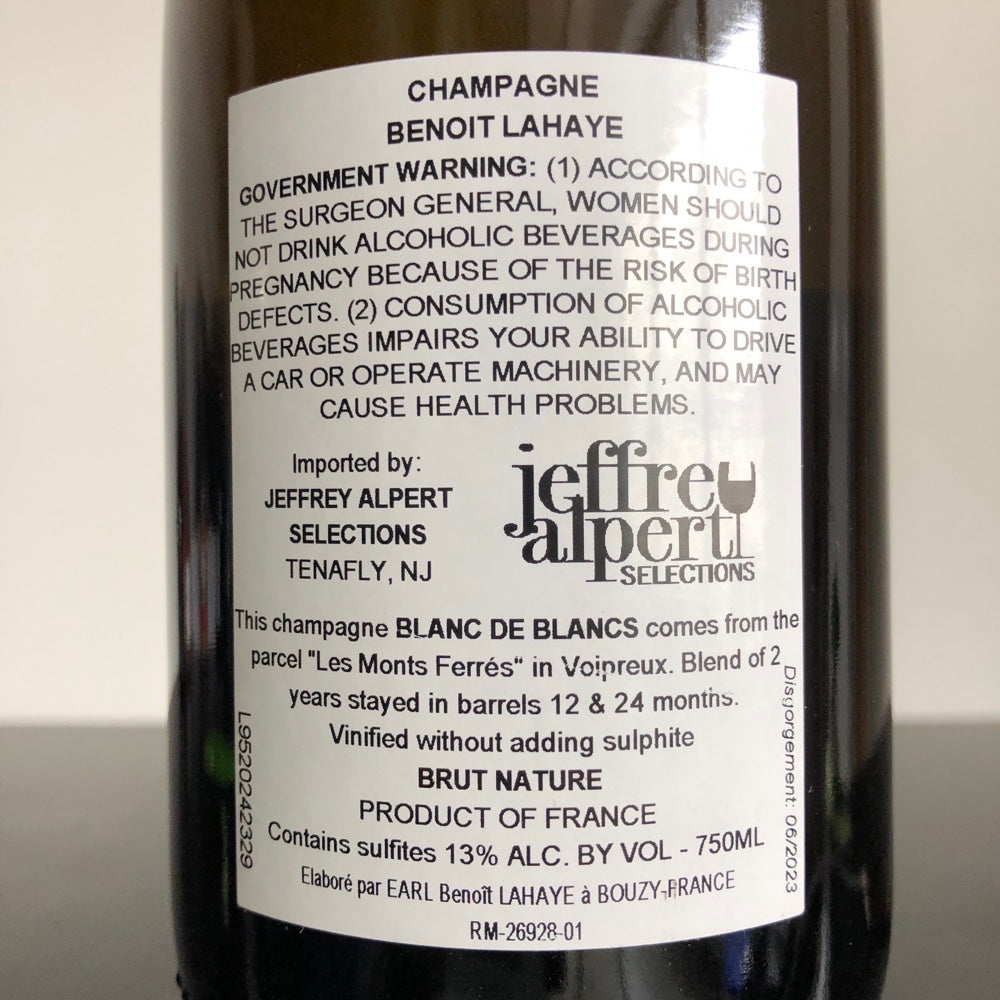 CHAMPAGNE
BENOIT LAHAYE
GOVERNMENT WARNING: (1) ACCORDING TO
THE SURGEON GENERAL, WOMEN SHOULD
NOT DRINK ALCOHOLIC BEVERAGES DURING
PREGNANCY BECAUSE OF THE RISK OF BIRTH
DEFECTS. (2) CONSUMPTION OF ALCOHOLIC
BEVERAGES IMPAIRS YOUR ABILITY TO DRIVE
A CAR OR OPERATE MACHINERY, AND MAY
CAUSE HEALTH PROBLEMS.
Imported by:
JEFFREY ALPERT
SELECTIONS
TENAFLY, NJ
jeffrey
alpert
SELECTIONS
This champagne BLANC DE BLANCS comes from the
parcel "Les Monts Ferrés" in Voipreux. Blend of 2
years stayed in barrels 12 & 24 months.
Vinified without adding sulphite
BRUT NATURE
PRODUCT OF FRANCE
Contains sulfites 13% ALC. BY VOL - 750ML
Elaboré par EARL Benoît LAHAYE à BOUZY-FRANCE
RM-26928-01
L9520242329
Disgorgement: 06/2023